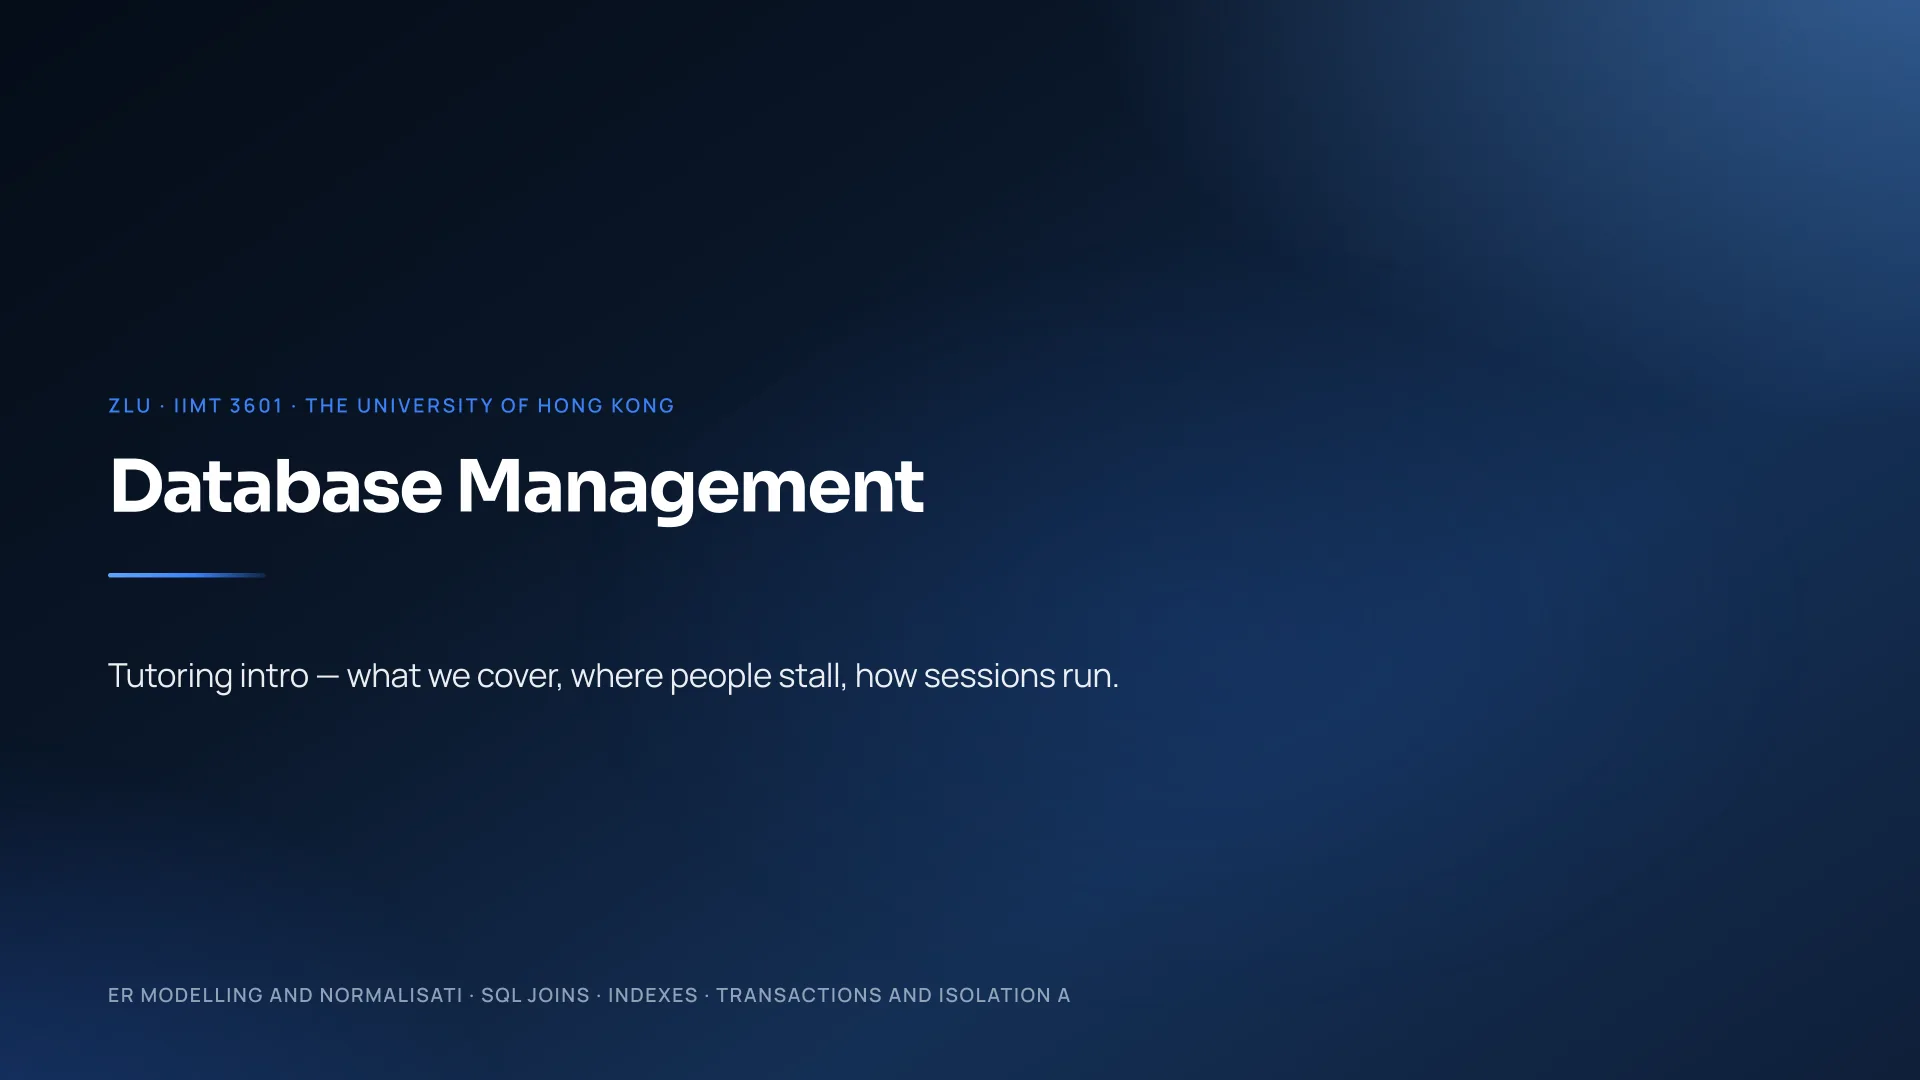 ZLU · IIMT 3601 · THE UNIVERSITY OF HONG KONG
Database Management
Tutoring intro — what we cover, where people stall, how sessions run.
ER MODELLING AND NORMALISATI · SQL JOINS · INDEXES · TRANSACTIONS AND ISOLATION A